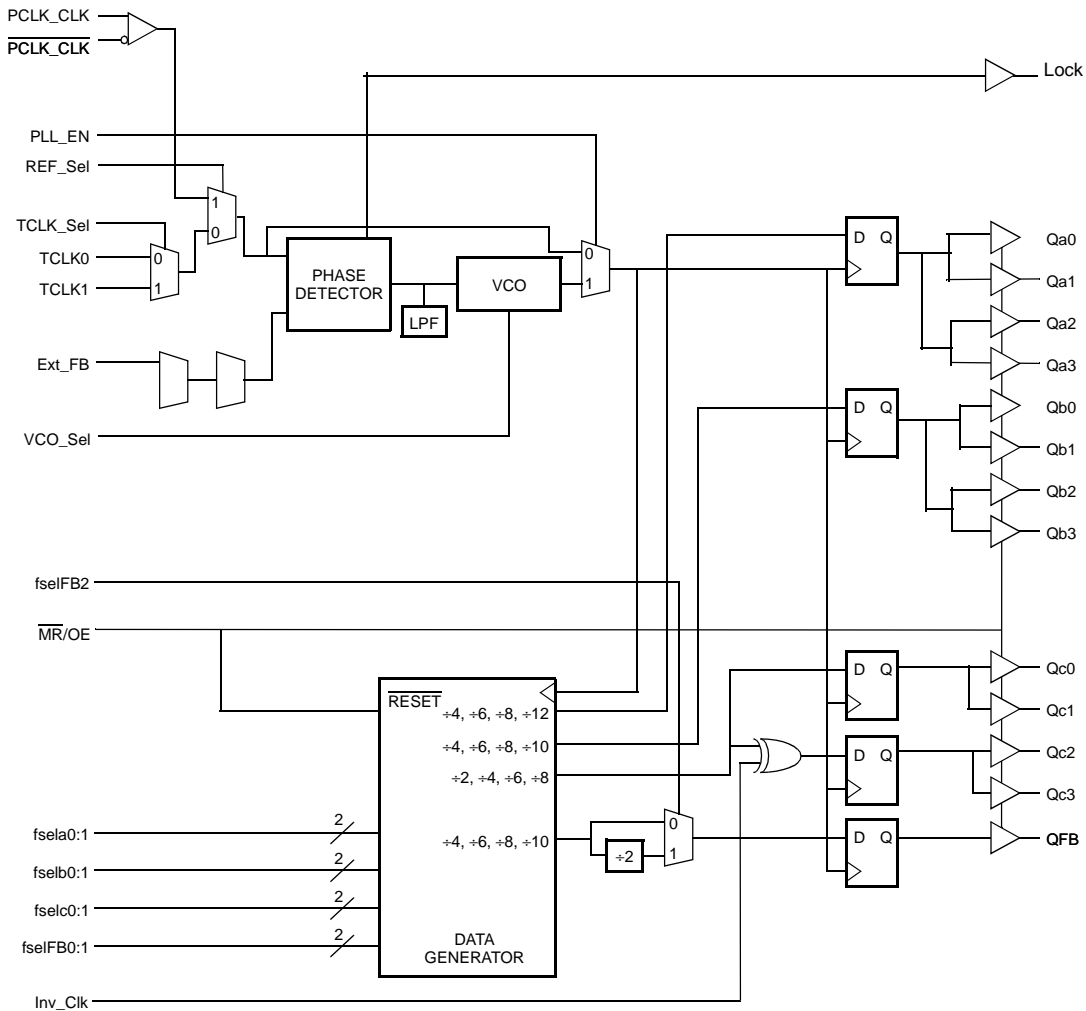 PCLK_CLK
PCLK_CLK
Lock
PLL_EN
REF_Sel
1
0
TCLK_Sel
TCLK0
TCLK1
0
1
PHASE
DETECTOR
LPF
VCO
0
1
D Q
Qa0
Qa1
Qa2
Qa3
Ext_FB
VCO_Sel
D Q
Qb0
Qb1
Qb2
Qb3
fselFB2
MR/OE
RESET
÷4, ÷6, ÷8, ÷12
÷4, ÷6, ÷8, ÷10
÷2, ÷4, ÷6, ÷8
÷4, ÷6, ÷8, ÷10
DATA
GENERATOR
0
1
÷2
D Q
Qc0
Qc1
D Q
Qc2
Qc3
D Q
QFB
fsela0:1
2
fselb0:1
2
fselc0:1
2
fselFB0:1
2
Inv_Clk